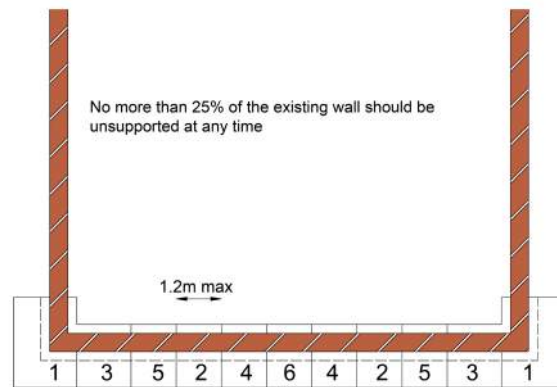 No more than 25% of the existing wall should be
unsupported at any time
1.2m max
1 3 5 2 4 6 4 2 5 3 1